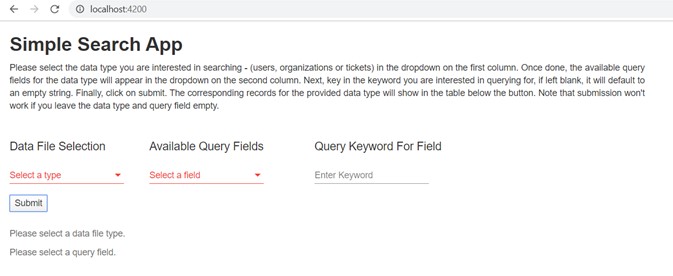 localhost:4200
Simple Search App
Please select the data type you are interested in searching - (users, organizations or tickets) in the dropdown on the first column. Once done, the available query
fields for the data type will appear in the dropdown on the second column. Next, key in the keyword you are interested in querying for, if left blank, it will default to
an empty string. Finally, click on submit. The corresponding records for the provided data type will show in the table below the button. Note that submission won't
work if you leave the data type and query field empty.
Data File Selection Available Query Fields Query Keyword For Field
Select a type Select a field Enter Keyword
Submit
Please select a data file type.
Please select a query field.